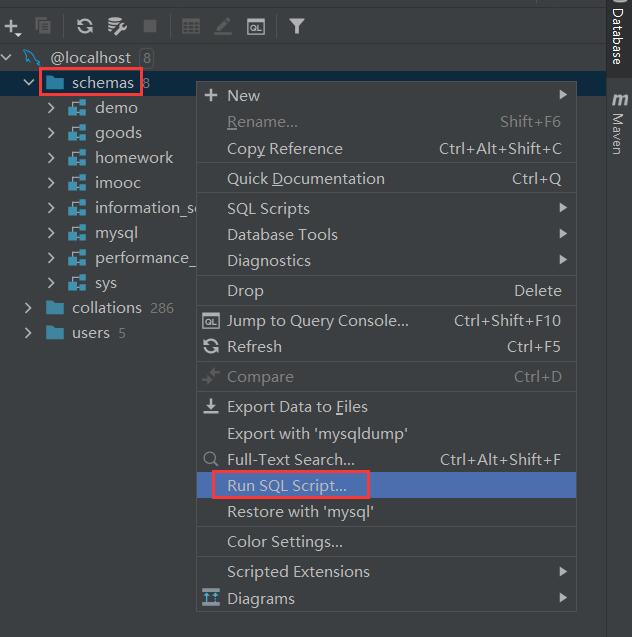 @localhost 8
schemas 8
demo
goods
homework
imooc
information_s
mysql
performance_
sys
collations 286
users 5
New
Rename... Shift+F6
Copy Reference Ctrl+Alt+Shift+C
Quick Documentation Ctrl+Q
SQL Scripts
Database Tools
Diagnostics
Drop Delete
QL Jump to Query Console... Ctrl+Shift+F10
Refresh Ctrl+F5
Compare Ctrl+D
Export Data to Files
Export with 'mysqldump'
Full-Text Search... Ctrl+Alt+Shift+F
Run SQL Script...
Restore with 'mysql'
Color Settings...
Scripted Extensions
Diagrams
QL
Database
m Maven